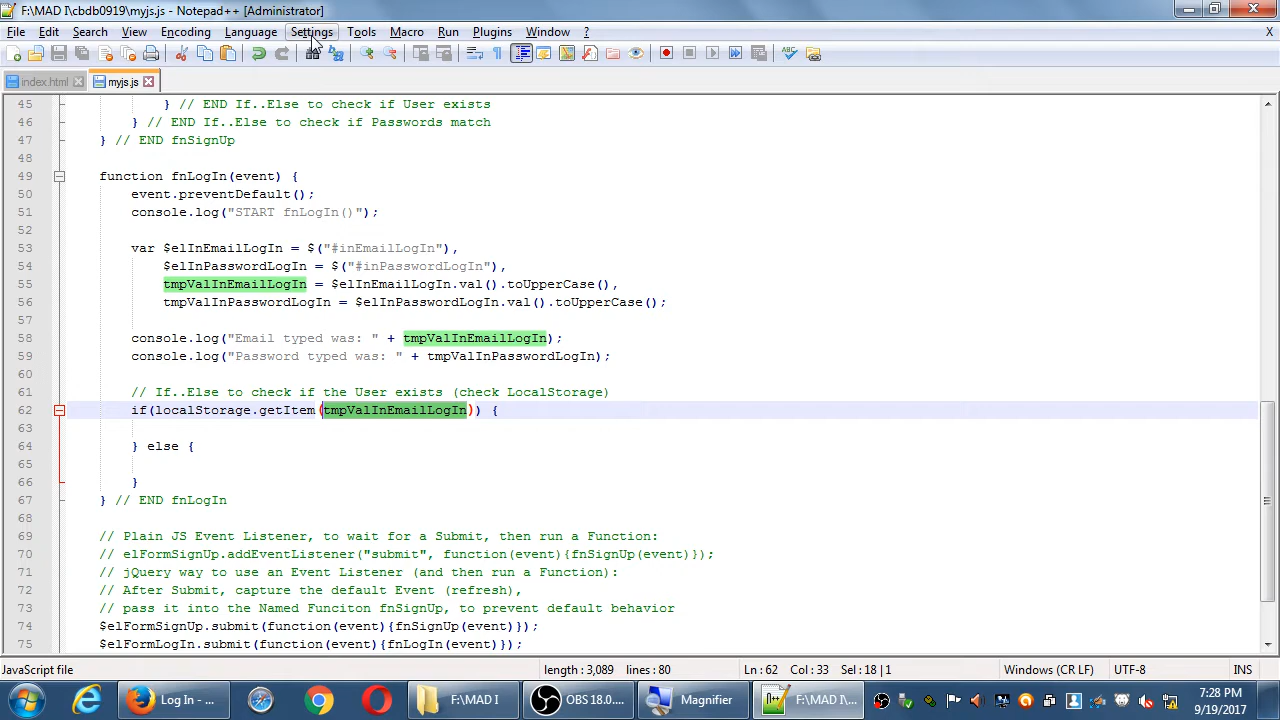 F:\MAD I\cbdb0919\myjs.js - Notepad++ [Administrator]
File Edit Search View Encoding Language Settings Tools Macro Run Plugins Window ? X
index.html myjs.js
45 } // END If..Else to check if User exists
46 } // END If..Else to check if Passwords match
47 } // END fnSignUp
48
49 function fnLogIn(event) {
50 event.preventDefault();
51 console.log("START fnLogIn()");
52
53 var $elInEmailLogIn = $("#inEmailLogIn"),
54 $elInPasswordLogIn = $("#inPasswordLogIn"),
55 tmpValInEmailLogIn = $elInEmailLogIn.val().toUpperCase(),
56 tmpValInPasswordLogIn = $elInPasswordLogIn.val().toUpperCase();
57
58 console.log("Email typed was: " + tmpValInEmailLogIn);
59 console.log("Password typed was: " + tmpValInPasswordLogIn);
60
61 // If..Else to check if the User exists (check LocalStorage)
62 if(localStorage.getItem(tmpValInEmailLogIn)) {
63
64 } else {
65
66 }
67 } // END fnLogIn
68
69 // Plain JS Event Listener, to wait for a Submit, then run a Function:
70 // elFormSignUp.addEventListener("submit", function(event){fnSignUp(event)});
71 // jQuery way to use an Event Listener (and then run a Function):
72 // After Submit, capture the default Event (refresh),
73 // pass it into the Named Funciton fnSignUp, to prevent default behavior
74 $elFormSignUp.submit(function(event){fnSignUp(event)});
75 $elFormLogIn.submit(function(event){fnLogIn(event)});
JavaScript file length : 3,089 lines : 80 Ln : 62 Col : 33 Sel : 18 | 1 Windows (CR LF) UTF-8 INS
Log In - ... F:\MAD I OBS 18.0.... Magnifier F:\MAD I\... 7:28 PM
9/19/2017